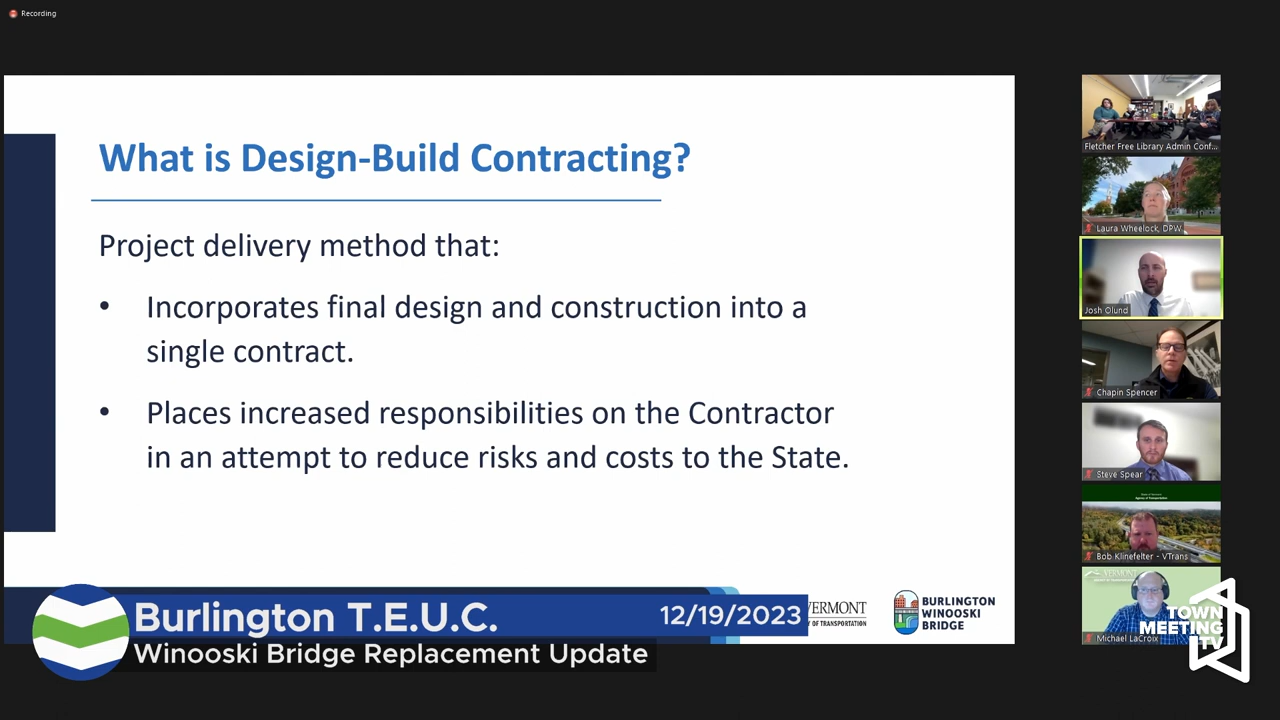 Recording
What is Design-Build Contracting?
Project delivery method that:
• Incorporates final design and construction into a
single contract.
• Places increased responsibilities on the Contractor
in an attempt to reduce risks and costs to the State.
Fletcher Free Library Admin Conf...
Laura Wheelock, DPW
Josh Olund
Chapin Spencer
Steve Spear
Bob Klinefelter - VTrans
VERMONT
Michael LaCroix
Burlington T.E.U.C.
12/19/2023
Winooski Bridge Replacement Update
VERMONT
OF TRANSPORTATION
BURLINGTON
WINOOSKI
BRIDGE
TOWN
MEETING
TV